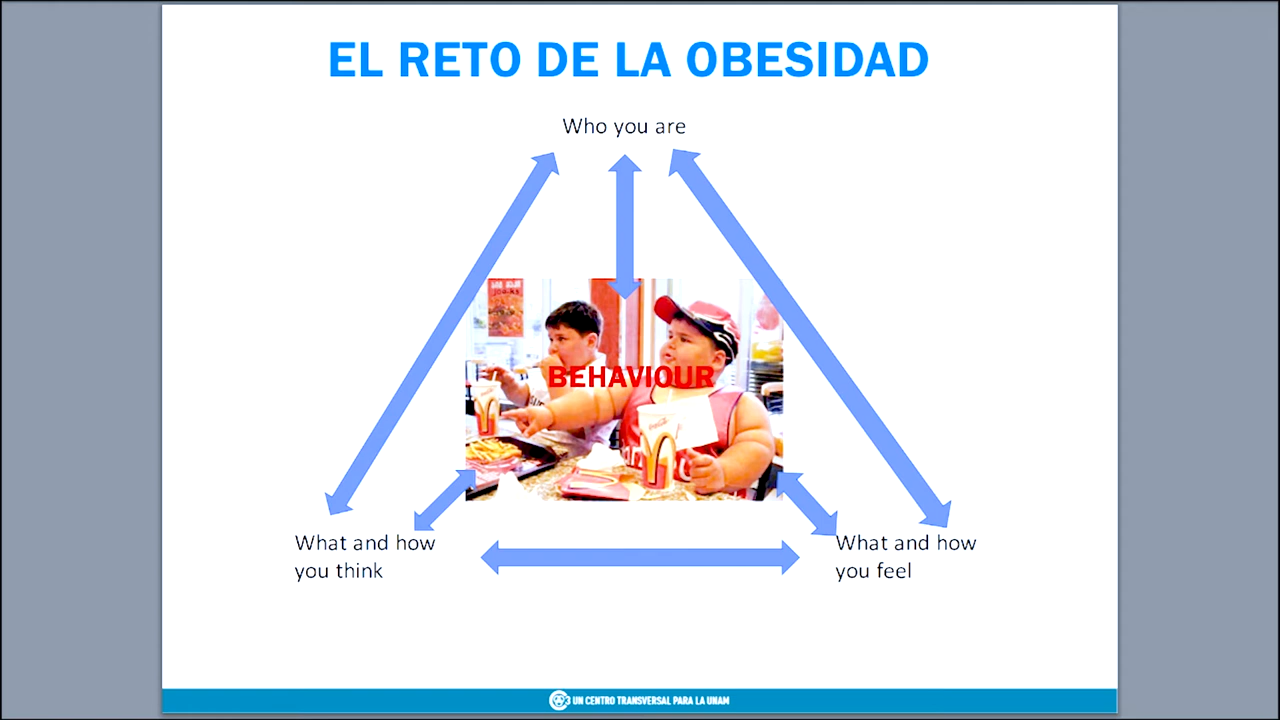 EL RETO DE LA OBESIDAD
Who you are
BEHAVIOUR
What and how
you think
What and how
you feel
3 UN CENTRO TRANSVERSAL PARA LA UNAM